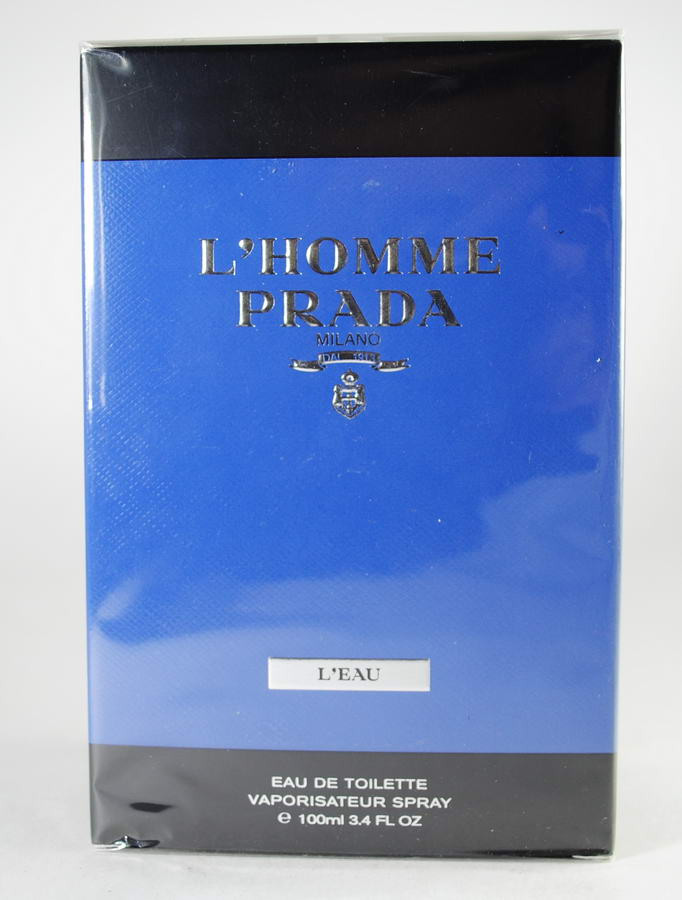 L'HOMME
PRADA
MILANO
DAL 1913
L'EAU
EAU DE TOILETTE
VAPORISATEUR SPRAY
℮ 100ml 3.4 FL OZ